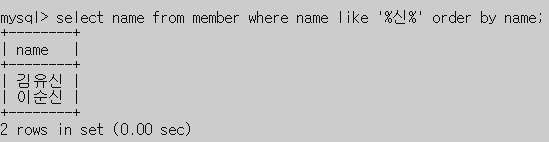 mysql> select name from member where name like '%신%' order by name;
+--------+
| name   |
+--------+
| 김유신 |
| 이순신 |
+--------+
2 rows in set (0.00 sec)